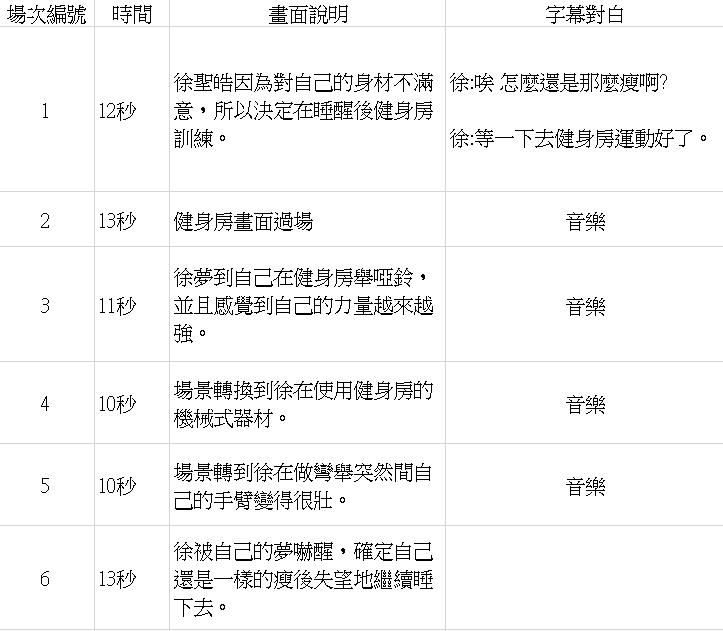 場次編號 時間 畫面說明 字幕對白
徐聖皓因為對自己的身材不滿
意，所以決定在睡醒後健身房
訓練。
1 12秒
徐:唉 怎麼還是那麼瘦啊?
徐:等一下去健身房運動好了。
2 13秒 健身房畫面過場 音樂
徐夢到自己在健身房舉啞鈴，
並且感覺到自己的力量越來越
強。
3 11秒 音樂
場景轉換到徐在使用健身房的
機械式器材。
4 10秒 音樂
場景轉到徐在做彎舉突然間自
己的手臂變得很壯。
5 10秒 音樂
徐被自己的夢嚇醒，確定自己
還是一樣的瘦後失望地繼續睡
下去。
6 13秒